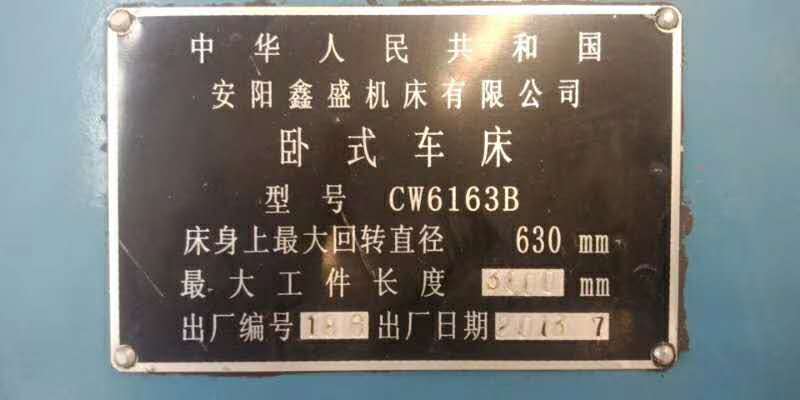 中华人民共和国
安阳鑫盛机床有限公司
卧式车床
型号 CW6163B
床身上最大回转直径 630 mm
最大工件长度 mm
出厂编号 出厂日期 7